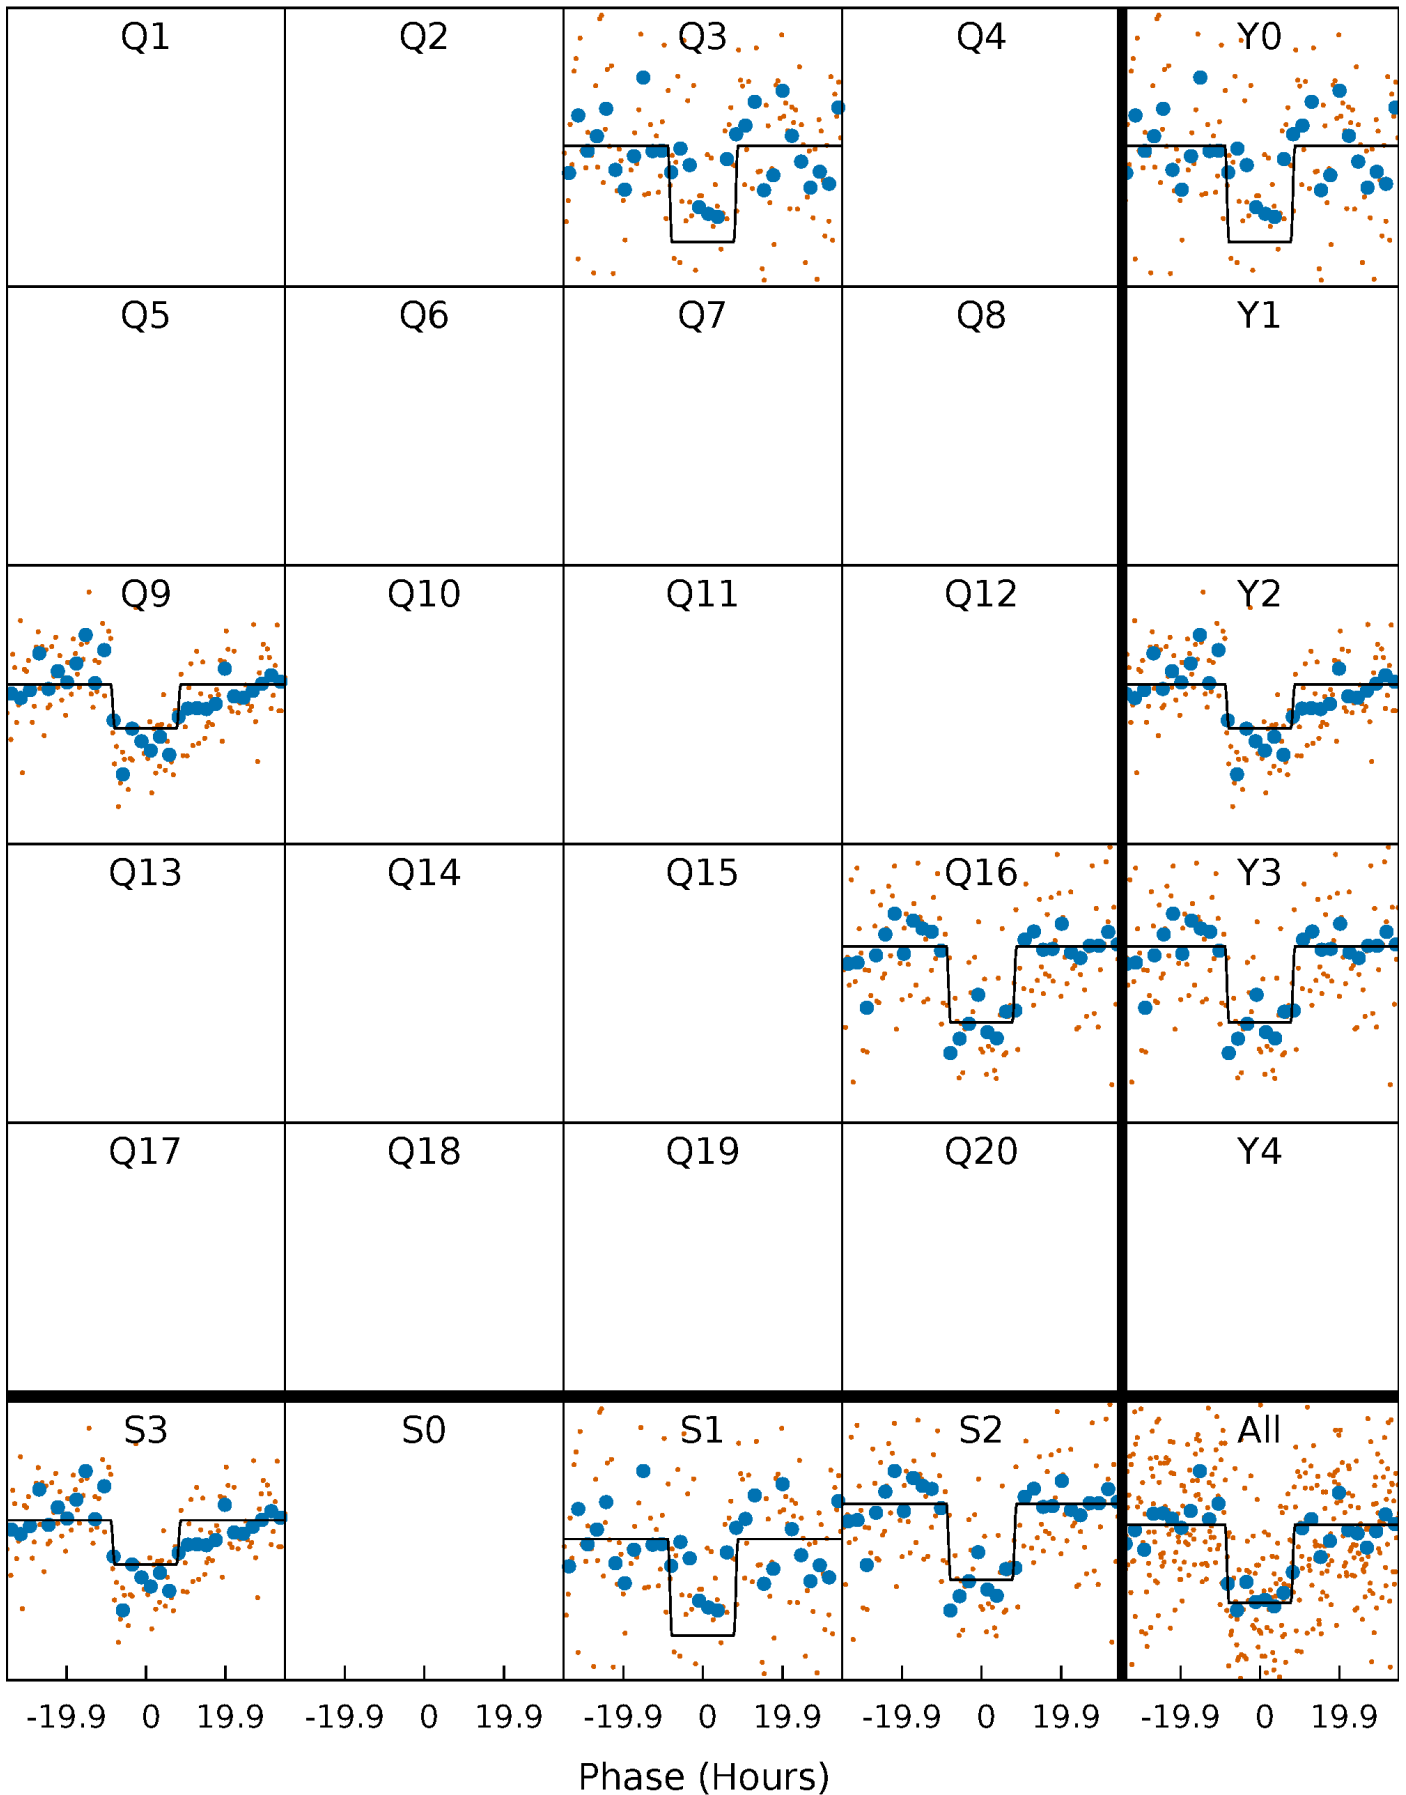 Q1 Q2 Q3 Q4 Y0
Q5 Q6 Q7 Q8 Y1
Q9 Q10 Q11 Q12 Y2
Q13 Q14 Q15 Q16 Y3
Q17 Q18 Q19 Q20 Y4
S3 S0 S1 S2 All
-19.9 0 19.9 -19.9 0 19.9 -19.9 0 19.9 -19.9 0 19.9 -19.9 0 19.9
Phase (Hours)